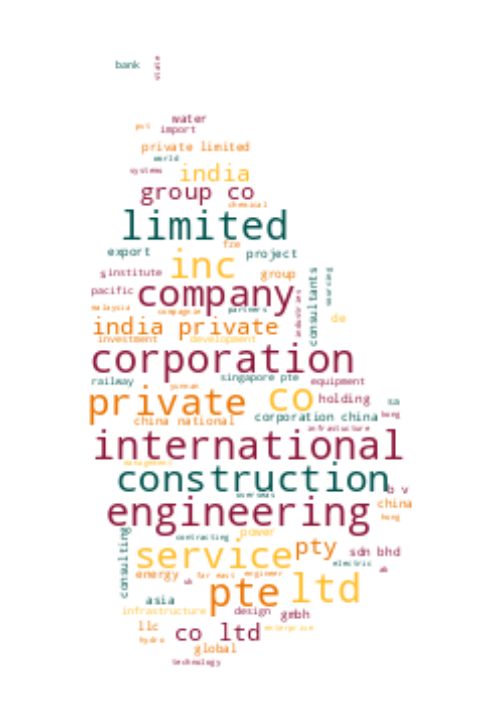 bank
state
water
put import
private limited
world
systems
india
group co
chemical
limited
fze
export
project
inc
institute
group
consultants
sourcing
pacific
company
malaysia
compagnie
partners
industries
de
india private
investment
development
corporation
railway
singapore pte
equipment
yunnan
private
co
holding
sa
china national
corporation china
hong
infrastucture
international
management
construction
overseas
b v
engineering
china
kong
consulting
contracting
power
service
pty
sdn bhd
electric
energy
far east
engineer
ab
pte
ltd
asia
infrastructure
design
gmbh
llc
co ltd
enterprise
hydro
global
technology